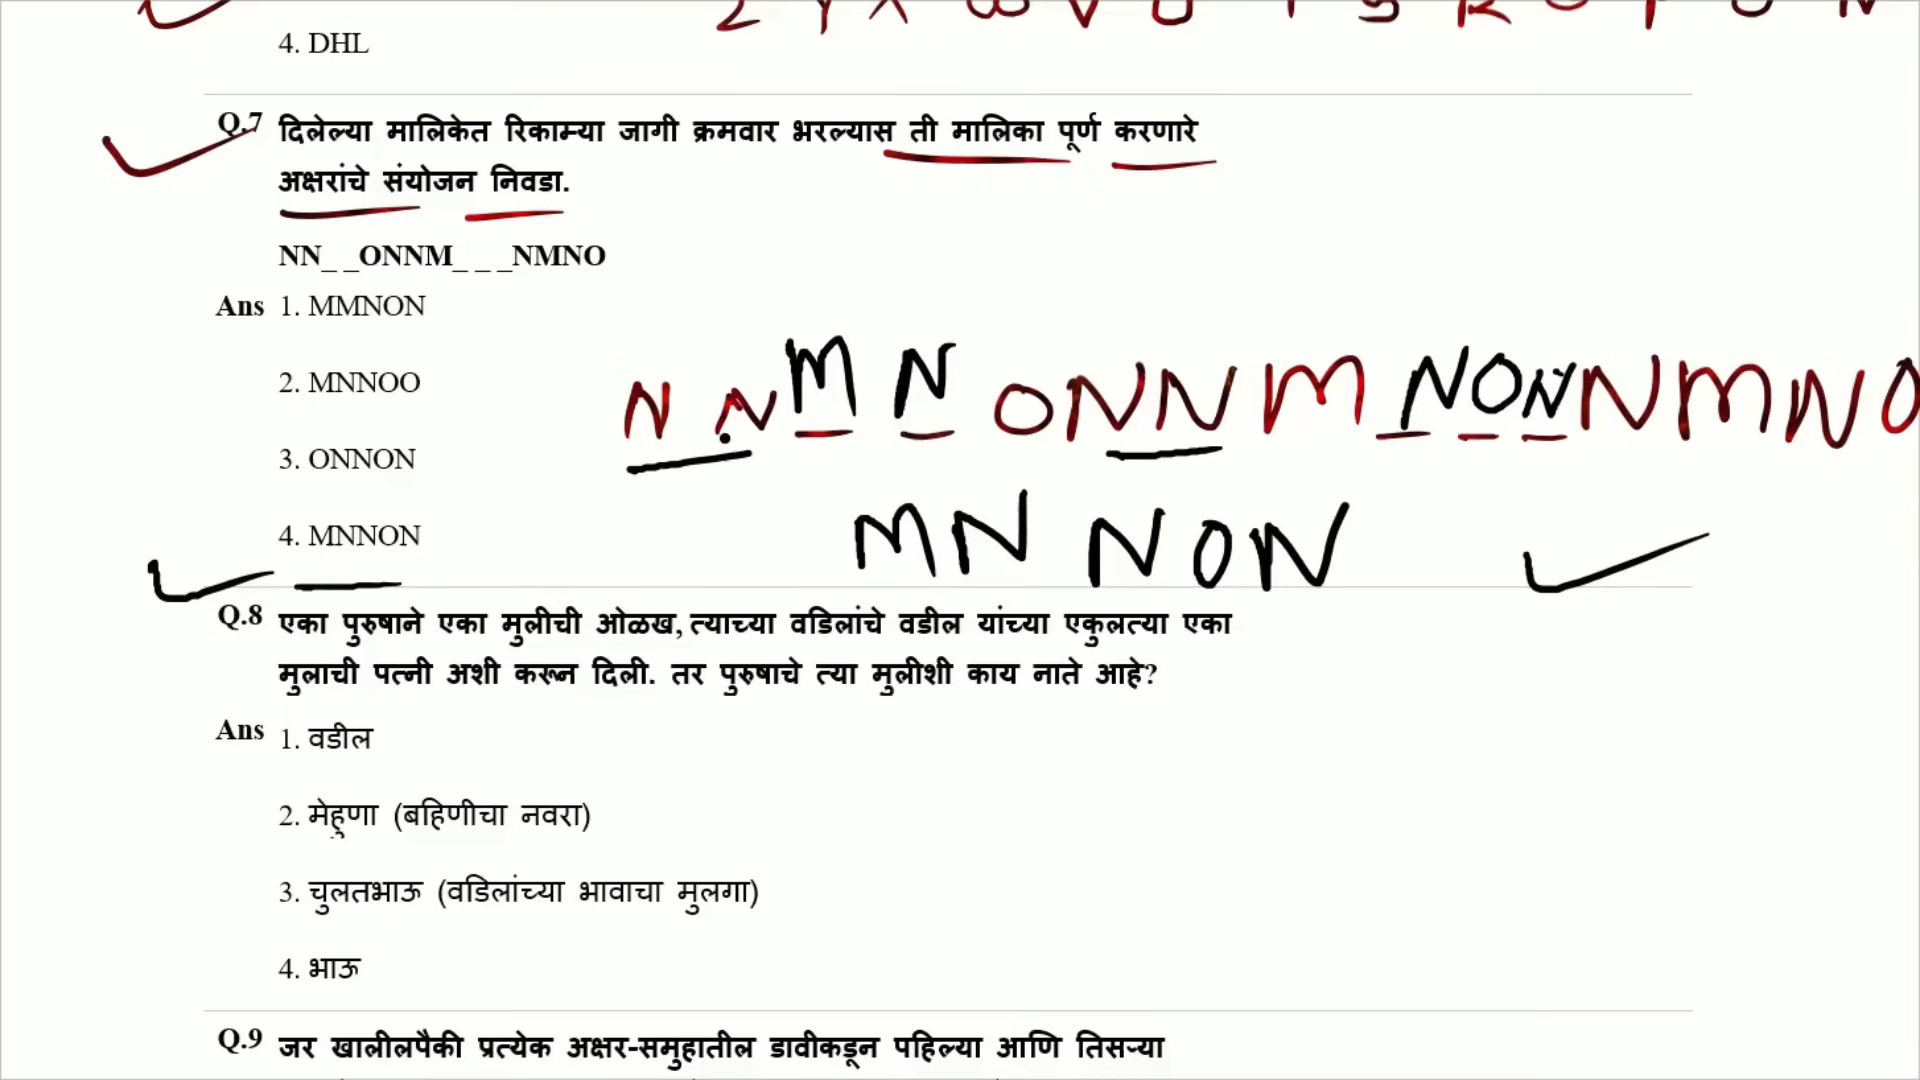 4. DHL
Q.7 दिलेल्या मालिकेत रिकाम्या जागी क्रमवार भरल्यास ती मालिका पूर्ण करणारे
अक्षरांचे संयोजन निवडा.
NN_ _ONNM_ _ _NMNO
Ans 1. MMNON
2. MNNOO
N N M N O N N M N O N N M N O
3. ONNON
4. MNNON
MN NON
Q.8 एका पुरुषाने एका मुलीची ओळख, त्याच्या वडिलांचे वडील यांच्या एकुलत्या एका
मुलाची पत्नी अशी करून दिली. तर पुरुषाचे त्या मुलीशी काय नाते आहे?
Ans 1. वडील
2. मेहुणा (बहिणीचा नवरा)
3. चुलतभाऊ (वडिलांच्या भावाचा मुलगा)
4. भाऊ
Q.9 जर खालीलपैकी प्रत्येक अक्षर-समुहातील डावीकडून पहिल्या आणि तिसऱ्या